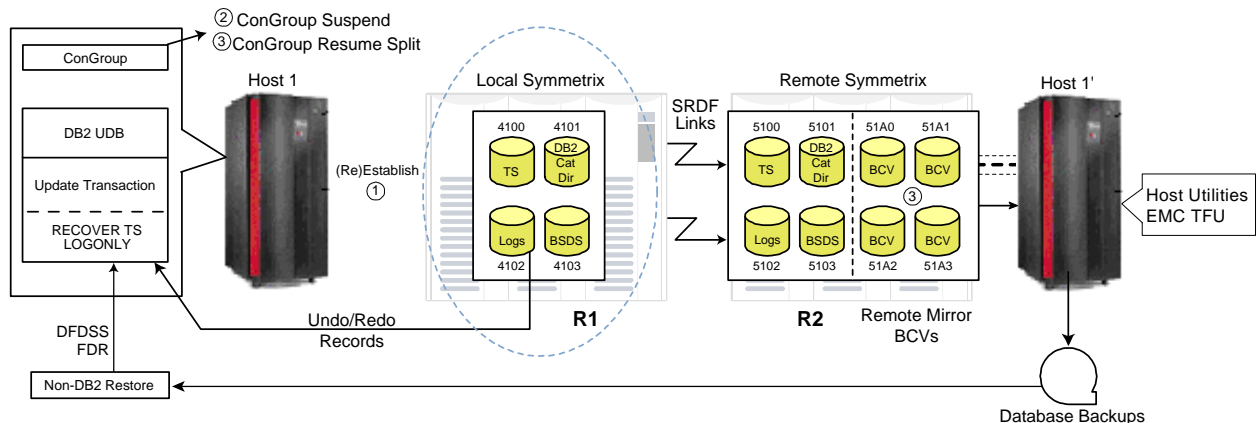 ② ConGroup Suspend
③ ConGroup Resume Split
ConGroup
Host 1
Local Symmetrix
Remote Symmetrix
Host 1'
SRDF
Links
DB2 UDB
Update Transaction
RECOVER TS
LOGONLY
(Re)Establish
①
4100
4101
TS
DB2
Cat
Dir
Logs
BSDS
4102
4103
5100
5101
51A0
51A1
TS
DB2
Cat
Dir
BCV
BCV
③
Logs
BSDS
BCV
BCV
5102
5103
51A2
51A3
Host Utilities
EMC TFU
R1
R2
Remote Mirror
BCVs
Undo/Redo
Records
DFDSS
FDR
Non-DB2 Restore
Database Backups